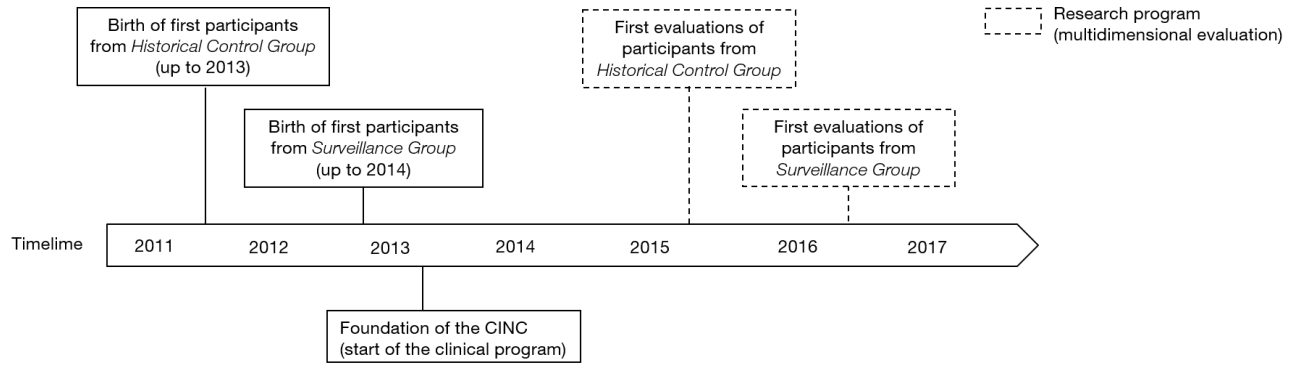 Birth of first participants
from Historical Control Group
(up to 2013)
First evaluations of
participants from
Historical Control Group
Research program
(multidimensional evaluation)
Birth of first participants
from Surveillance Group
(up to 2014)
First evaluations of
participants from
Surveillance Group
Timelime
2011
2012
2013
2014
2015
2016
2017
Foundation of the CINC
(start of the clinical program)